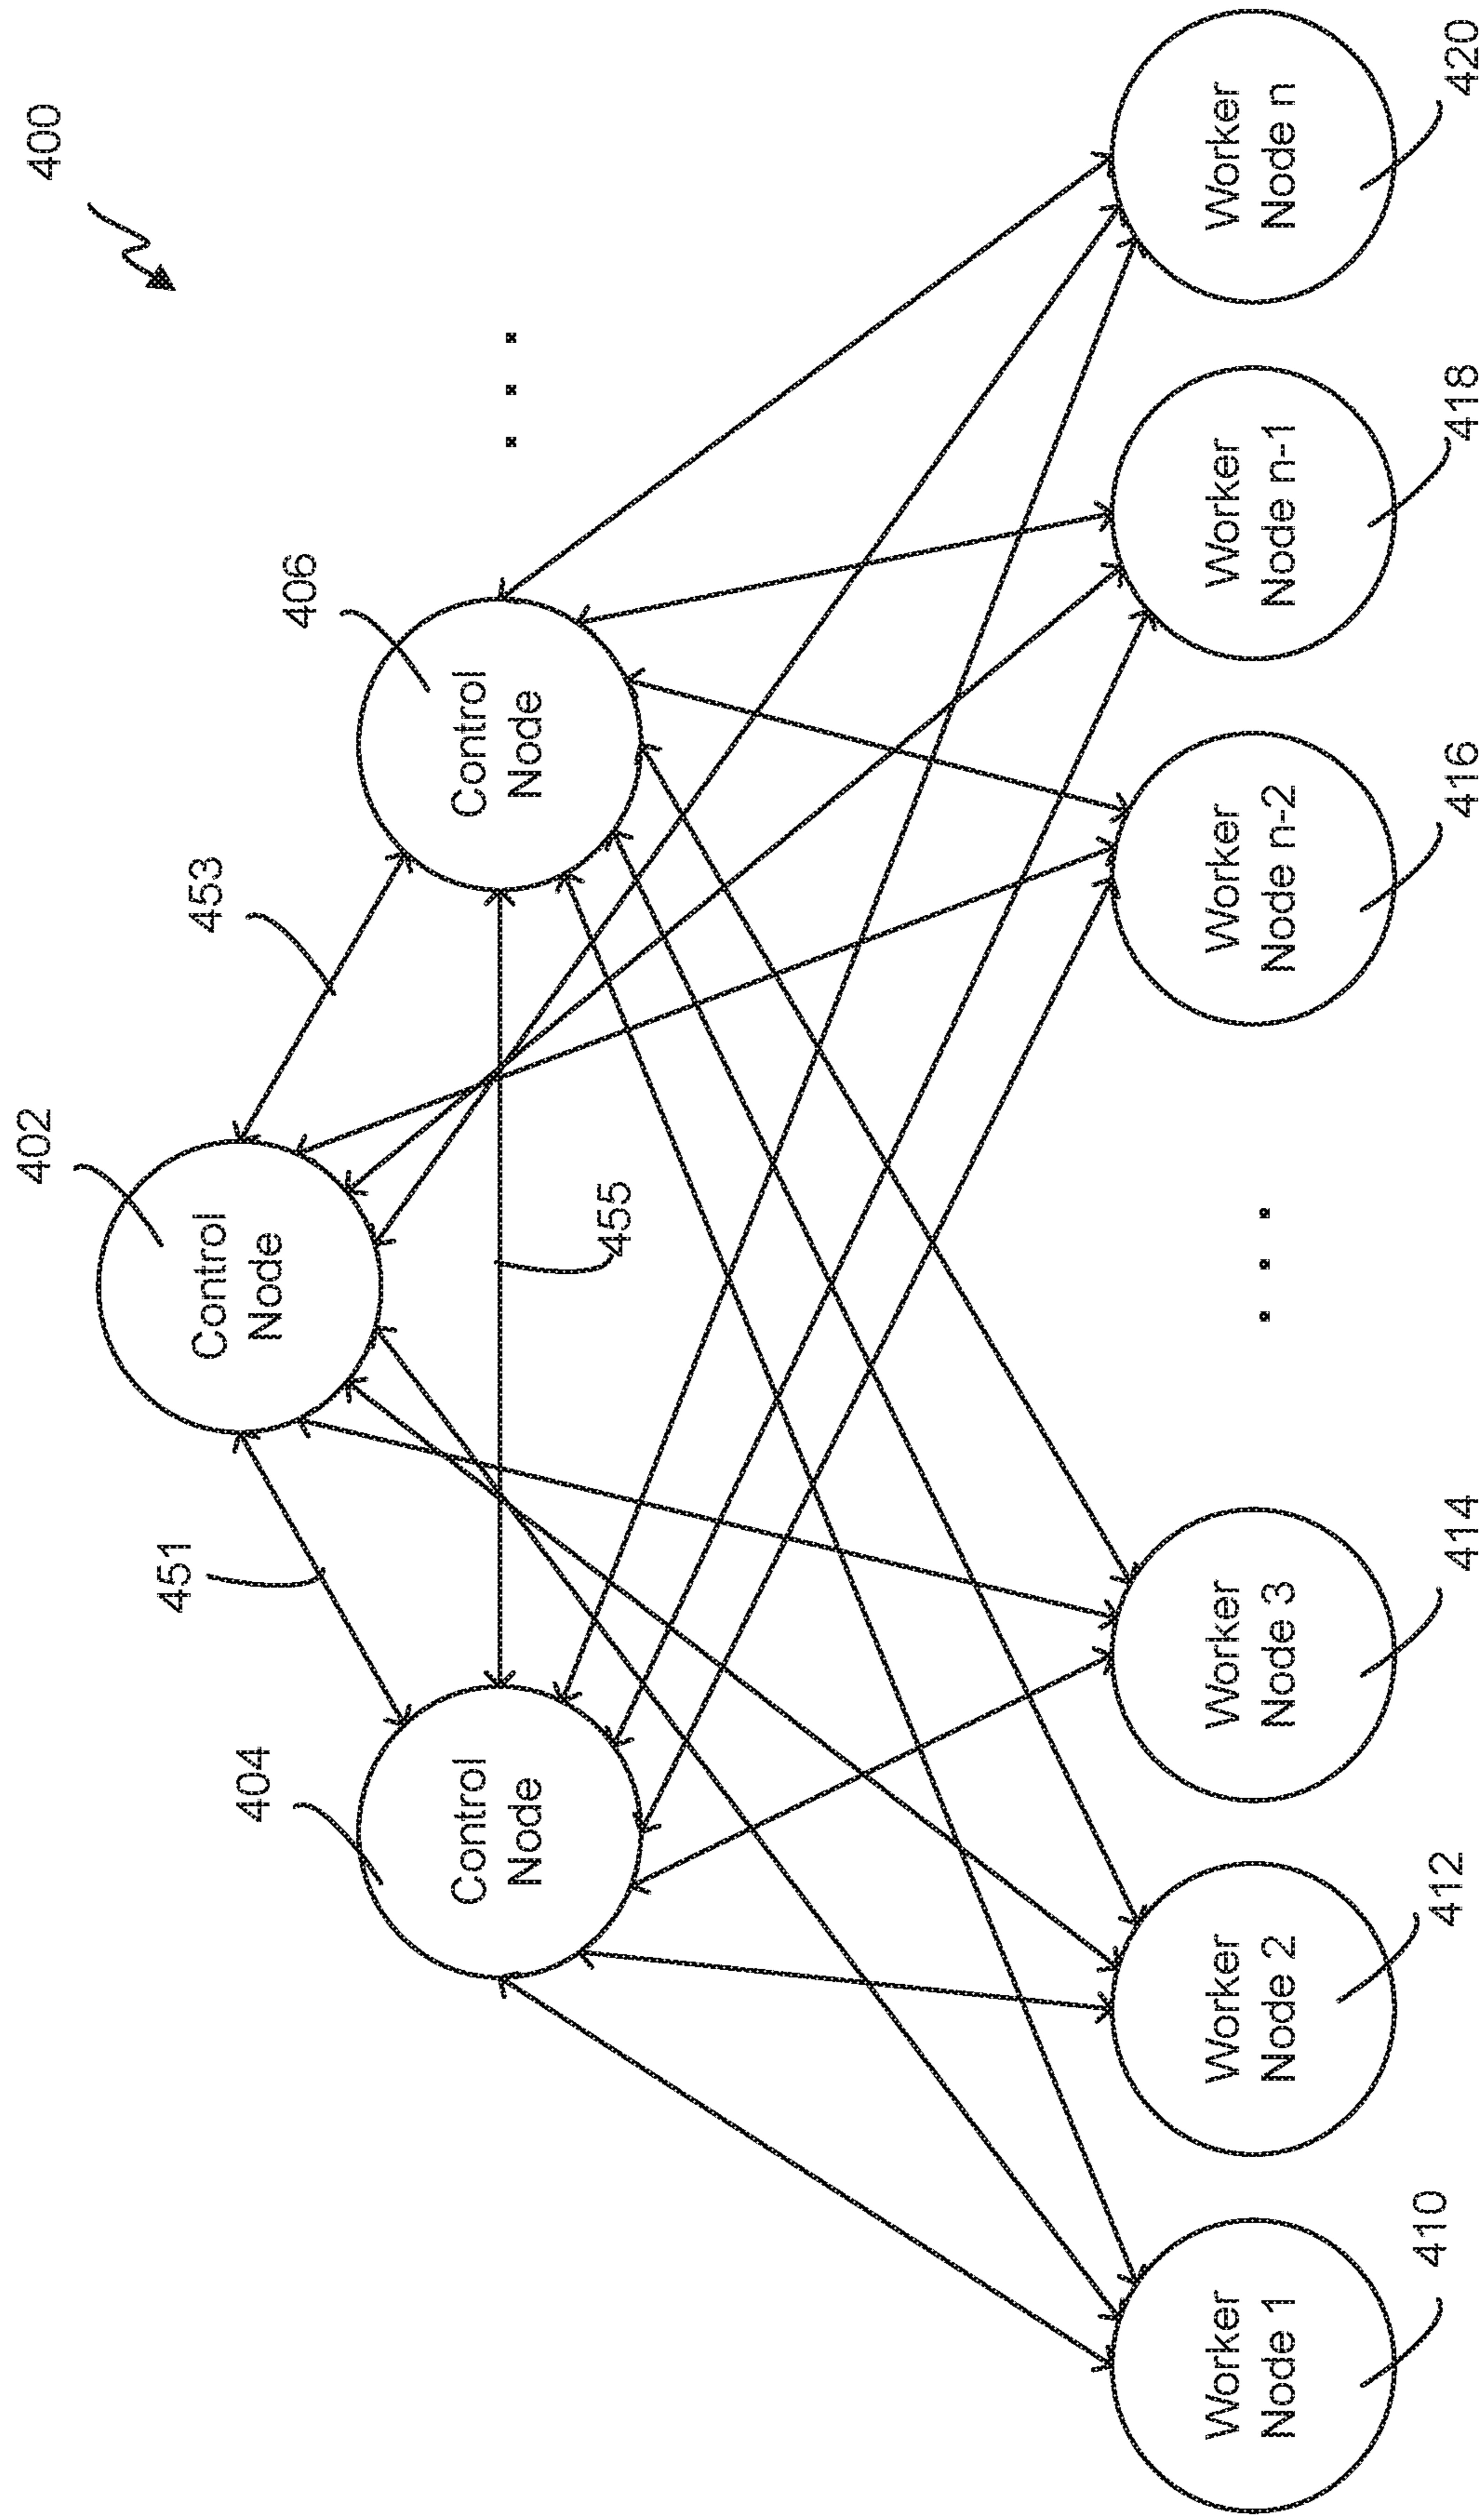 400
402
Control
Node
451
453
404
Control
Node
406
Control
Node
455
. . .
Worker
Node 1
Worker
Node 2
Worker
Node 3
. . .
Worker
Node n-2
Worker
Node n-1
Worker
Node n
410
412
414
416
418
420